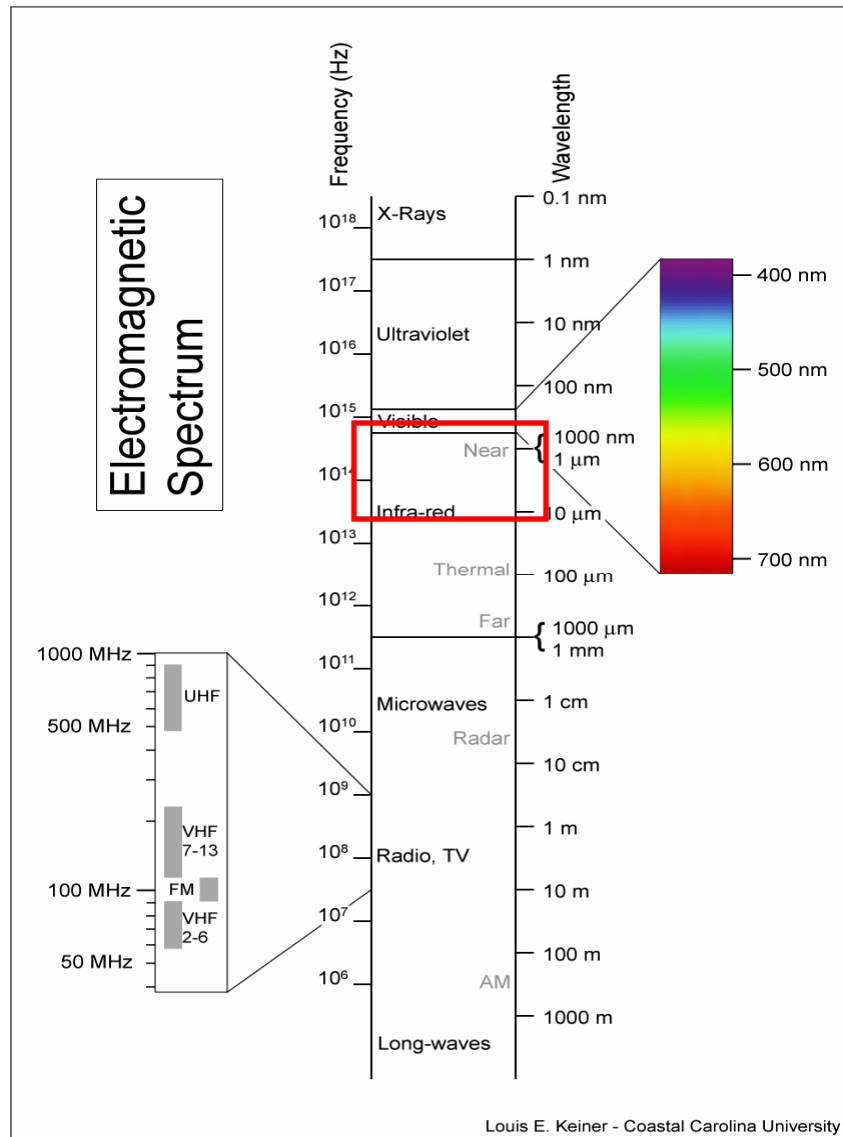 Electromagnetic
Spectrum
Frequency (Hz)
Wavelength
10¹⁸
10¹⁷
10¹⁶
10¹⁵
10¹⁴
10¹³
10¹²
10¹¹
10¹⁰
10⁹
10⁸
10⁷
10⁶
X-Rays
Ultraviolet
Visible
Near
Infra-red
Thermal
Far
Microwaves
Radar
Radio, TV
AM
Long-waves
0.1 nm
1 nm
10 nm
100 nm
1000 nm
1 µm
10 µm
100 µm
1000 µm
1 mm
1 cm
10 cm
1 m
10 m
100 m
1000 m
400 nm
500 nm
600 nm
700 nm
1000 MHz
500 MHz
100 MHz
50 MHz
UHF
VHF
7-13
FM
VHF
2-6
Louis E. Keiner - Coastal Carolina University